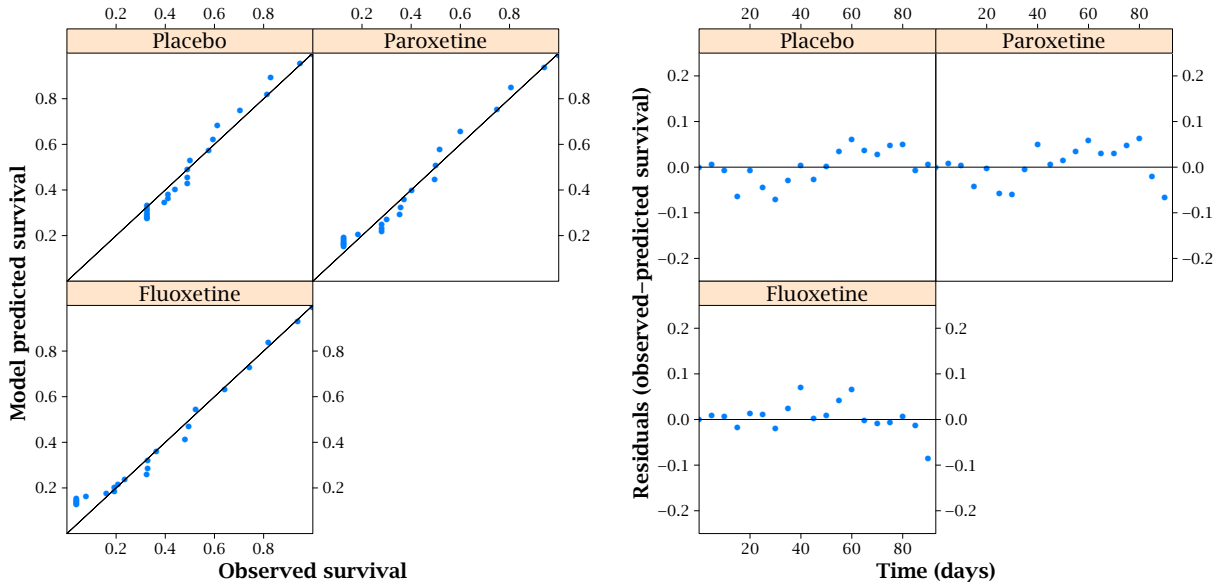 0.2 0.4 0.6 0.8
Placebo
Paroxetine
0.8
0.6
0.4
0.2
0.8
0.6
0.4
0.2
Fluoxetine
0.8
0.6
0.4
0.2
0.8
0.6
0.4
0.2
0.2 0.4 0.6 0.8
0.2 0.4 0.6 0.8
Model predicted survival
Observed survival
20 40 60 80
Placebo
Paroxetine
0.2
0.1
0.0
−0.1
−0.2
0.2
0.1
0.0
−0.1
−0.2
Fluoxetine
0.2
0.1
0.0
−0.1
−0.2
0.2
0.1
0.0
−0.1
−0.2
20 40 60 80
20 40 60 80
Residuals (observed−predicted survival)
Time (days)